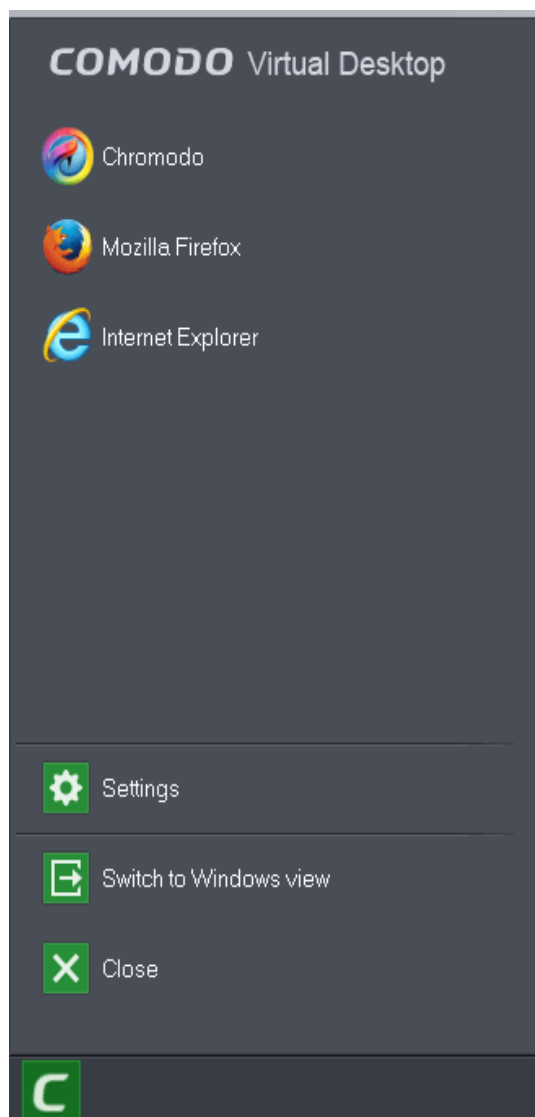 COMODO Virtual Desktop
Chromodo
Mozilla Firefox
Internet Explorer
Settings
Switch to Windows view
Close
C